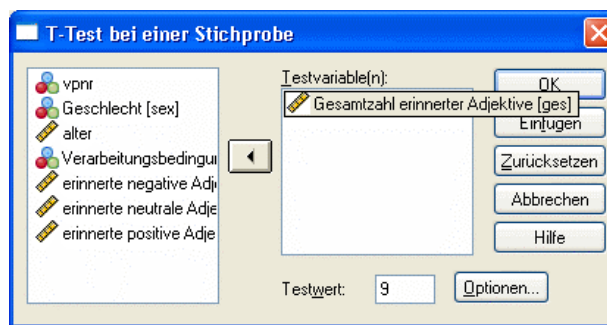 T-Test bei einer Stichprobe
vpnr
Geschlecht [sex]
alter
Verarbeitungsbedingu
erinnerte negative Adj
erinnerte neutrale Adje
erinnerte positive Adje
Testvariable(n):
Gesamtzahl erinnerter Adjektive [ges]
Testwert: 9
Optionen...
OK
Einfügen
Zurücksetzen
Abbrechen
Hilfe